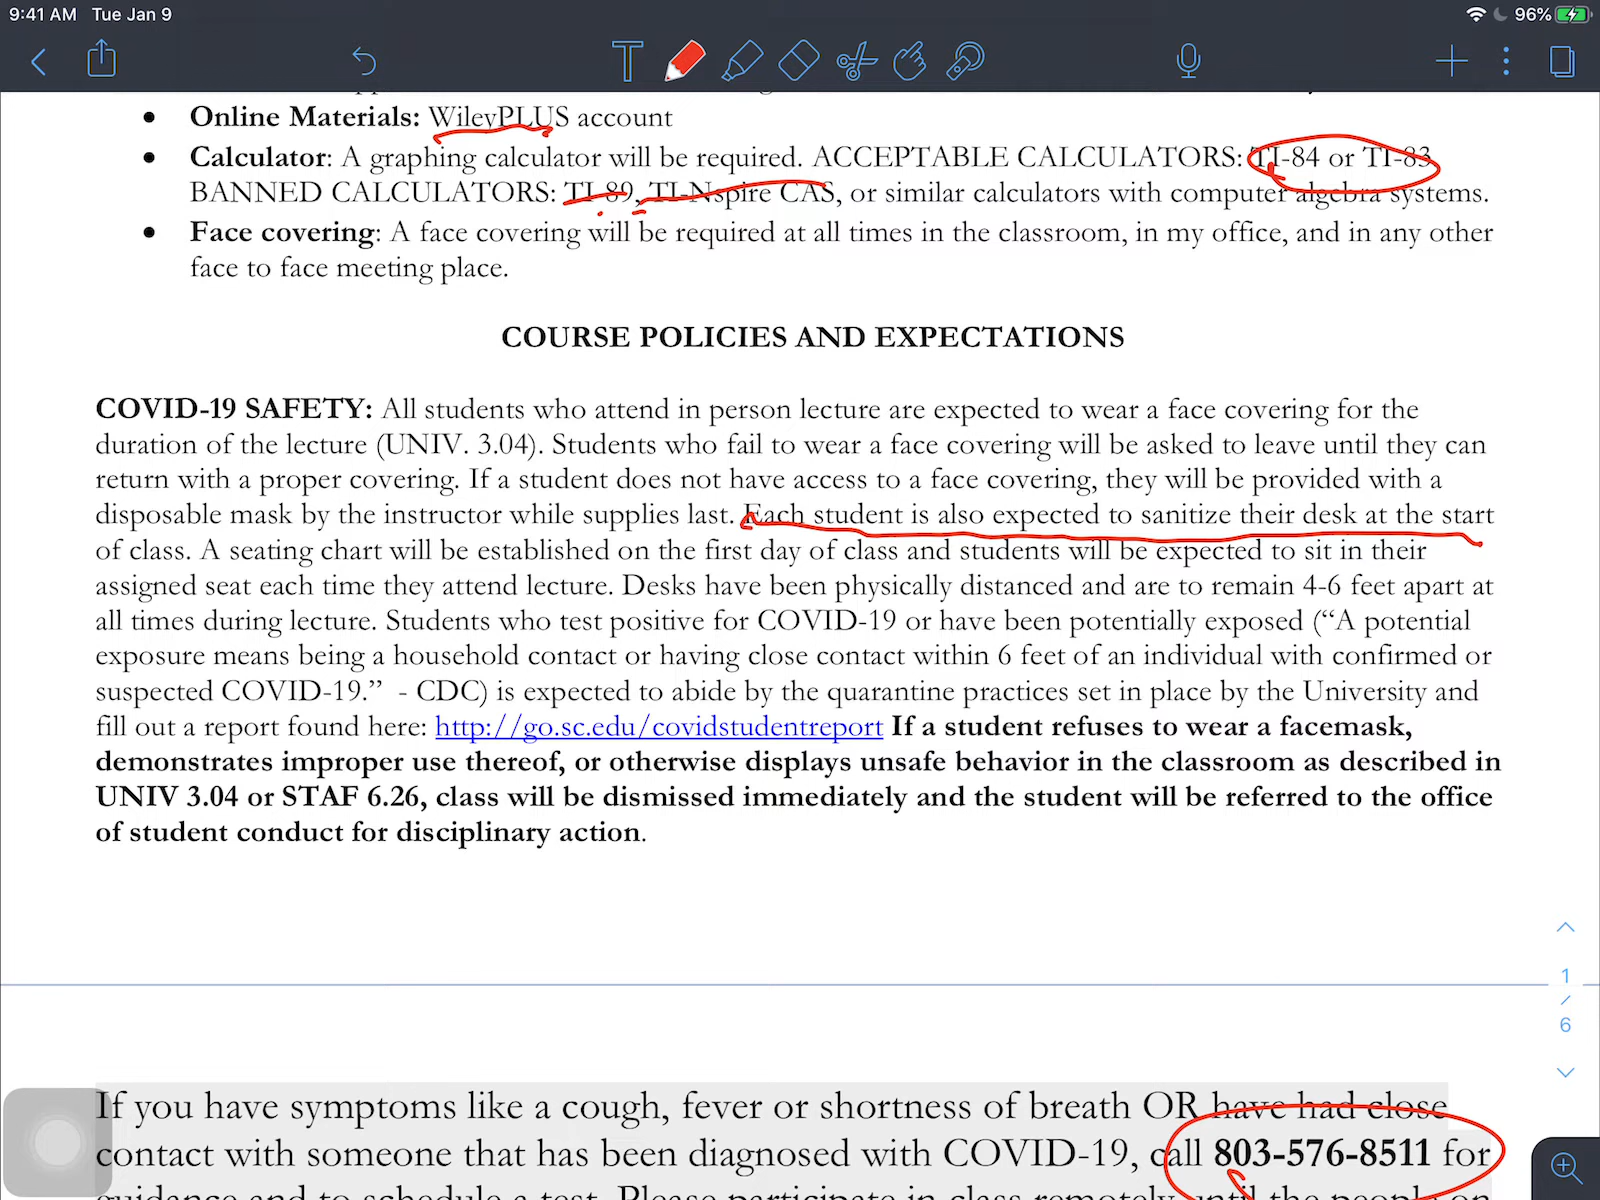 9:41 AM Tue Jan 9 96%
Online Materials: WileyPLUS account
Calculator: A graphing calculator will be required. ACCEPTABLE CALCULATORS: TI-84 or TI-83
BANNED CALCULATORS: TI-89, TI-Nspire CAS, or similar calculators with computer algebra systems.
Face covering: A face covering will be required at all times in the classroom, in my office, and in any other
face to face meeting place.
COURSE POLICIES AND EXPECTATIONS
COVID-19 SAFETY: All students who attend in person lecture are expected to wear a face covering for the
duration of the lecture (UNIV. 3.04). Students who fail to wear a face covering will be asked to leave until they can
return with a proper covering. If a student does not have access to a face covering, they will be provided with a
disposable mask by the instructor while supplies last. Each student is also expected to sanitize their desk at the start
of class. A seating chart will be established on the first day of class and students will be expected to sit in their
assigned seat each time they attend lecture. Desks have been physically distanced and are to remain 4-6 feet apart at
all times during lecture. Students who test positive for COVID-19 or have been potentially exposed (“A potential
exposure means being a household contact or having close contact within 6 feet of an individual with confirmed or
suspected COVID-19.” - CDC) is expected to abide by the quarantine practices set in place by the University and
fill out a report found here: http://go.sc.edu/covidstudentreport If a student refuses to wear a facemask,
demonstrates improper use thereof, or otherwise displays unsafe behavior in the classroom as described in
UNIV 3.04 or STAF 6.26, class will be dismissed immediately and the student will be referred to the office
of student conduct for disciplinary action.
1
/
6
If you have symptoms like a cough, fever or shortness of breath OR have had close
contact with someone that has been diagnosed with COVID-19, call 803-576-8511 for
guidance and to schedule a test. Please participate in class remotely until the people on